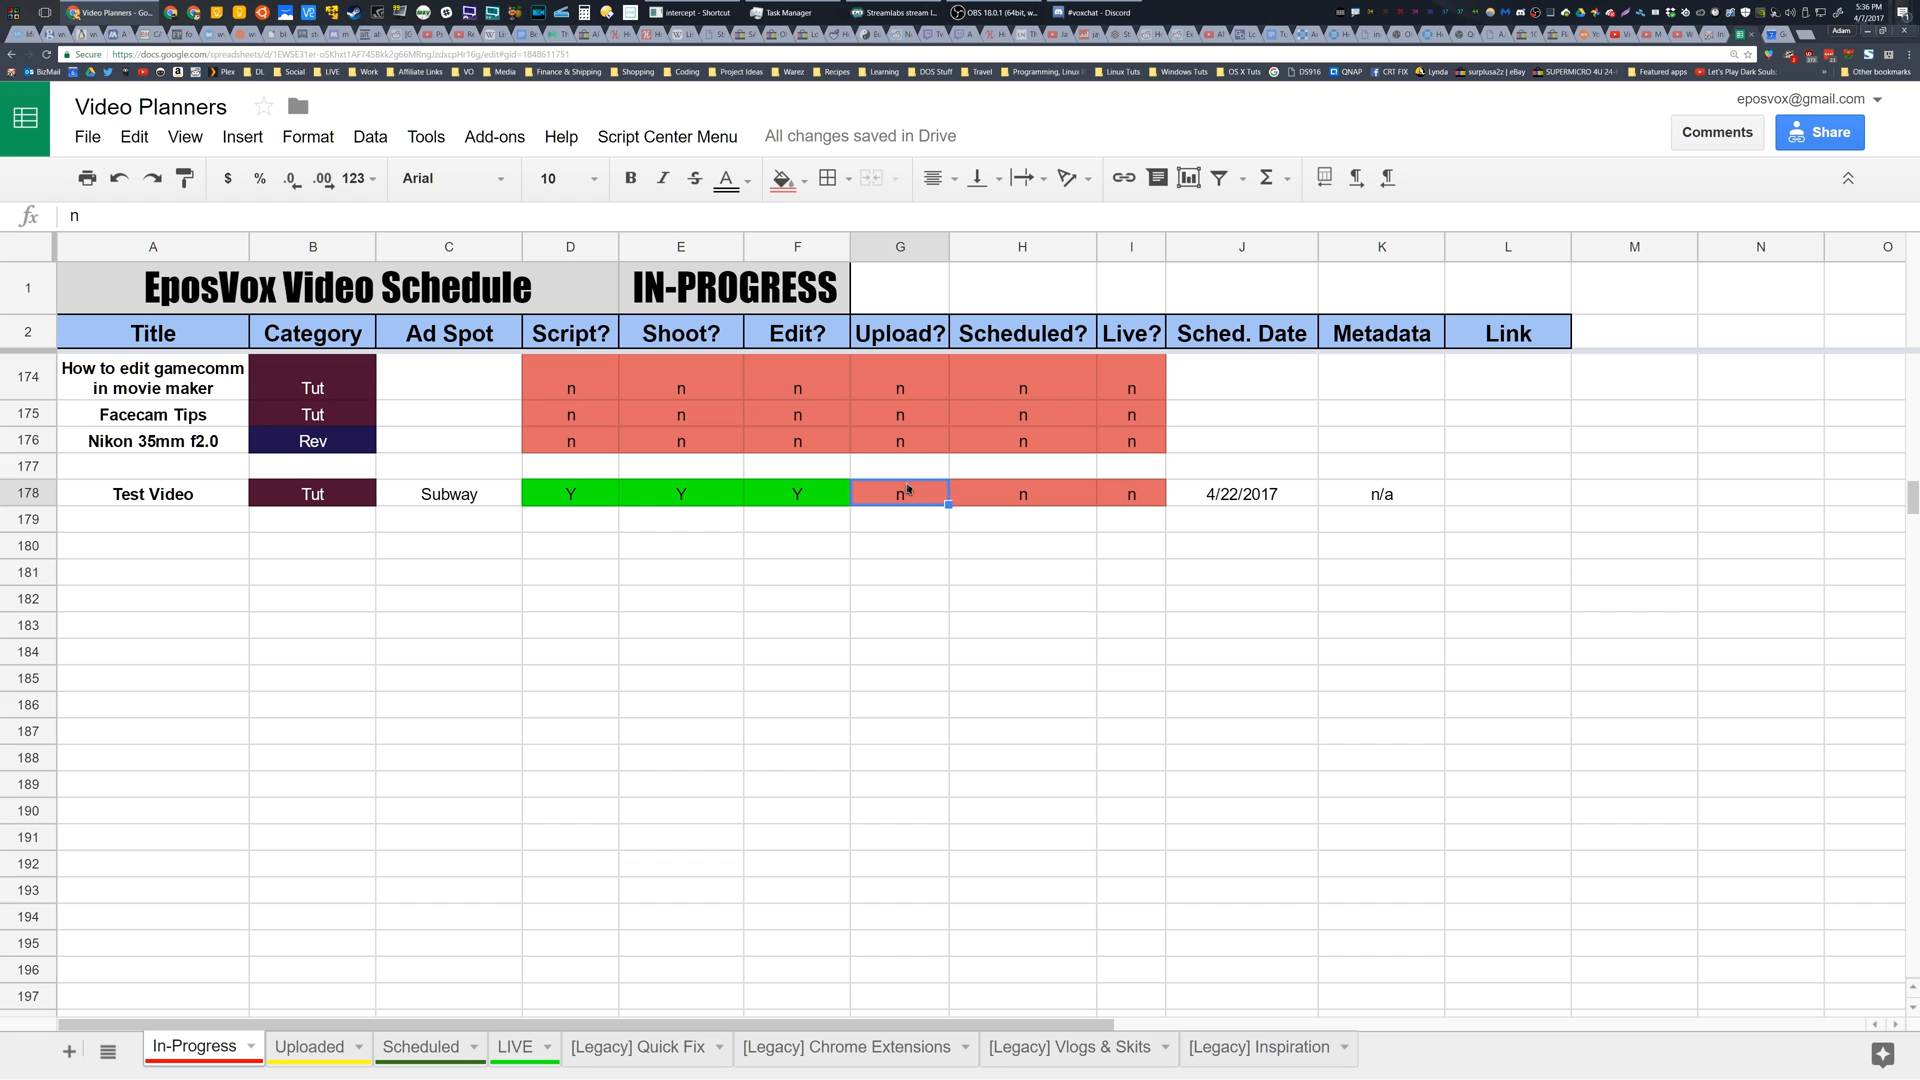 Video Planners - Go...
intercept - Shortcut
Task Manager
Streamlabs stream l...
OBS 18.0.1 (64bit, w...
#voxchat - Discord
5:36 PM
4/7/2017
Adam
Secure
https://docs.google.com/spreadsheets/d/1EWSE31er-oSKhxt1AF74SBkk2g66MRngJzdxcpHr16g/edit#gid=1848611751
BizMail
Plex
DL
Social
LIVE
Work
Affiliate Links
VO
Media
Finance & Shipping
Shopping
Coding
Project Ideas
Warez
Recipes
Learning
DOS Stuff
Travel
Programming, Linux
Linux Tuts
Windows Tuts
OS X Tuts
DS916
QNAP
CRT FIX
Lynda
surplusa2z | eBay
SUPERMICRO 4U 24-
Featured apps
Let's Play Dark Souls:
»
Other bookmarks
Video Planners
eposvox@gmail.com
File Edit View Insert Format Data Tools Add-ons Help Script Center Menu All changes saved in Drive
Comments
Share
$ % .0 .00 123 Arial 10 B I S A Σ
fx n
A B C D E F G H I J K L M N O
1 EposVox Video Schedule IN-PROGRESS
2 Title Category Ad Spot Script? Shoot? Edit? Upload? Scheduled? Live? Sched. Date Metadata Link
How to edit gamecomm
174 in movie maker Tut n n n n n n
175 Facecam Tips Tut n n n n n n
176 Nikon 35mm f2.0 Rev n n n n n n
177
178 Test Video Tut Subway Y Y Y n n n 4/22/2017 n/a
179
180
181
182
183
184
185
186
187
188
189
190
191
192
193
194
195
196
197
+ In-Progress Uploaded Scheduled LIVE [Legacy] Quick Fix [Legacy] Chrome Extensions [Legacy] Vlogs & Skits [Legacy] Inspiration